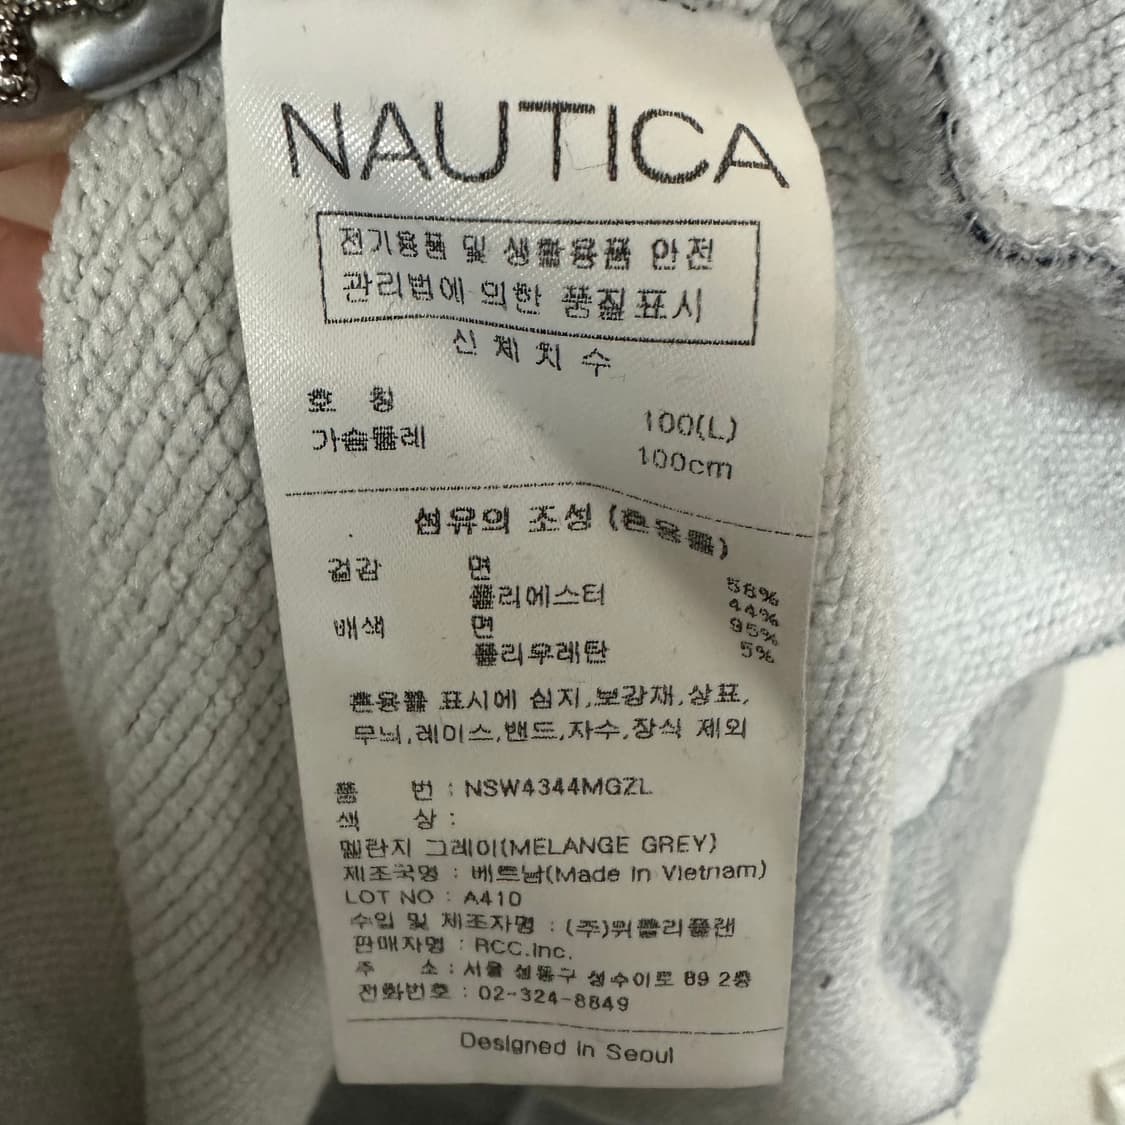 NAUTICA
전기용품 및 생활용품 안전
관리법에 의한 품질표시
신체치수
호 칭 100(L)
가슴둘레 100cm
섬유의 조성 (혼용률)
겉감 면 58%
폴리에스터 44%
배색 면 95%
폴리우레탄 5%
혼용률 표시에 심지,보강재,상표,
무늬,레이스,밴드,자수,장식 제외
품 번 : NSW4344MGZL
색 상 :
멜란지 그레이(MELANGE GREY)
제조국명 : 베트남(Made in Vietnam)
LOT NO : A410
수입 및 제조자명 : (주)위플리플랜
판매자명 : RCC.Inc.
주 소 : 서울 성동구 성수이로 89 2층
전화번호 : 02-324-8849
Designed in Seoul